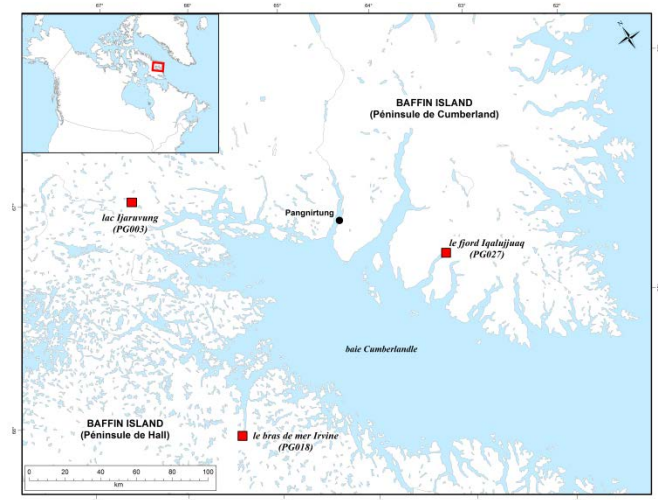 BAFFIN ISLAND
(Péninsule de Cumberland)
lac Ijaruvung
(PG003)
Pangnirtung
le fjord Iqalujjuaq
(PG027)
baie Cumberlandle
BAFFIN ISLAND
(Péninsule de Hall)
le bras de mer Irvine
(PG018)
0 20 40 60 80 100
km